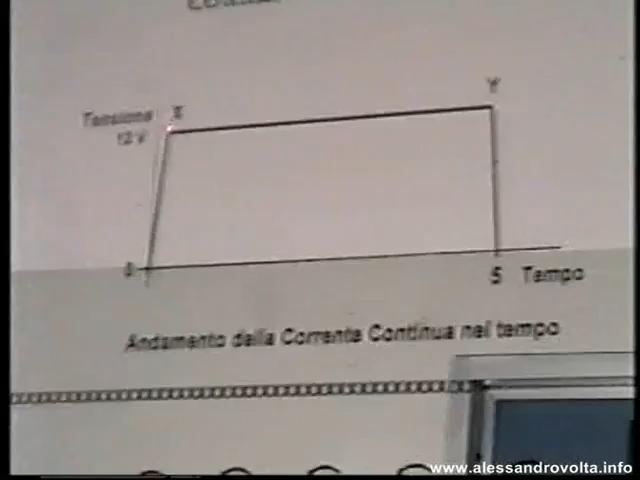 Tensione X
12 V
Y
0
5 Tempo
Andamento della Corrente Continua nel tempo
www.alessandrovolta.info